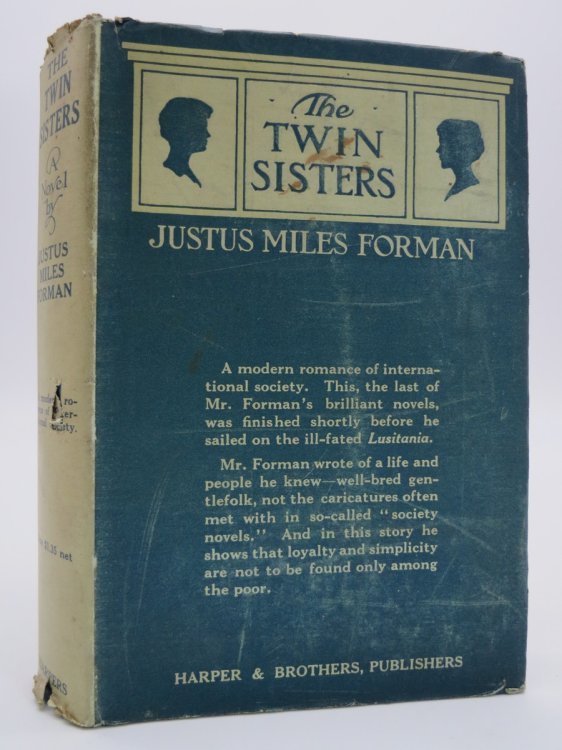 THE
TWIN
SISTERS
A
Novel
by
JUSTUS
MILES
FORMAN
ro-
ty.
$1.35 net
The
TWIN
SISTERS
JUSTUS MILES FORMAN
A modern romance of interna-
tional society. This, the last of
Mr. Forman's brilliant novels,
was finished shortly before he
sailed on the ill-fated Lusitania.
Mr. Forman wrote of a life and
people he knew—well-bred gen-
tlefolk, not the caricatures often
met with in so-called "society
novels." And in this story he
shows that loyalty and simplicity
are not to be found only among
the poor.
HARPER & BROTHERS, PUBLISHERS